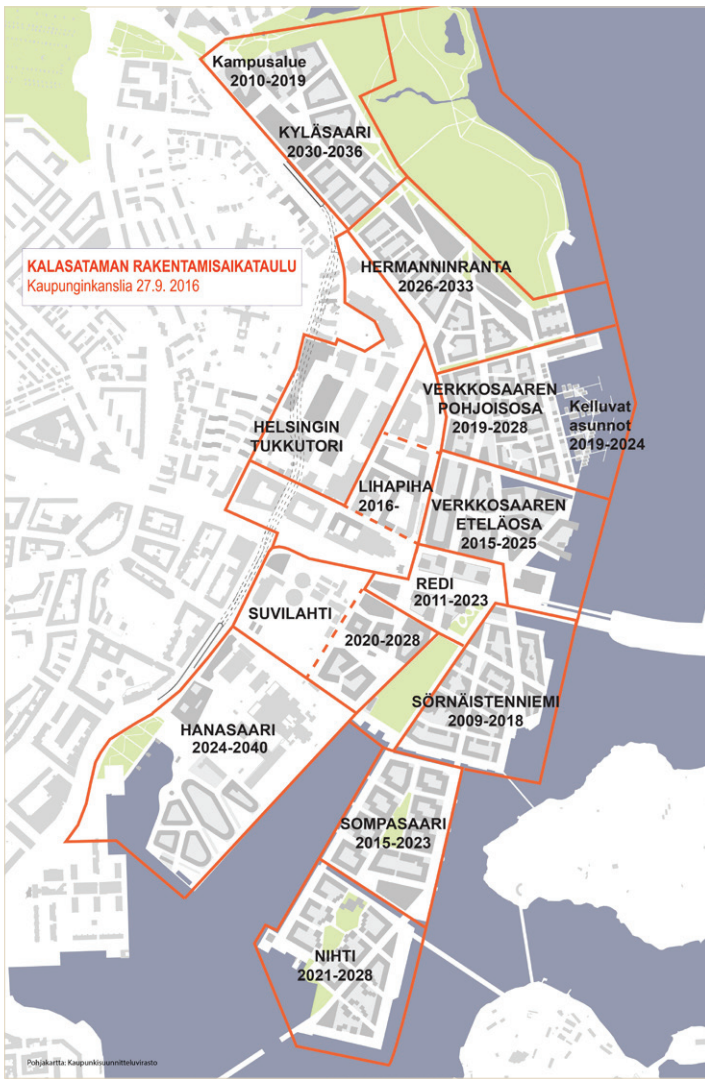 Kampusalue
2010-2019
KYLÄSAARI
2030-2036
KALASATAMAN RAKENTAMISAIKATAULU
Kaupunginkanslia 27.9. 2016
HERMANNINRANTA
2026-2033
VERKKOSAAREN
POHJOISOSA
2019-2028
Kelluvat
asunnot
2019-2024
HELSINGIN
TUKKUTORI
LIHAPIHA
2016-
VERKKOSAAREN
ETELÄOSA
2015-2025
REDI
2011-2023
SUVILAHTI
2020-2028
SÖRNÄISTENNIEMI
2009-2018
HANASAARI
2024-2040
SOMPASAARI
2015-2023
NIHTI
2021-2028
Pohjakartta: Kaupunkisuunnitteluvirasto